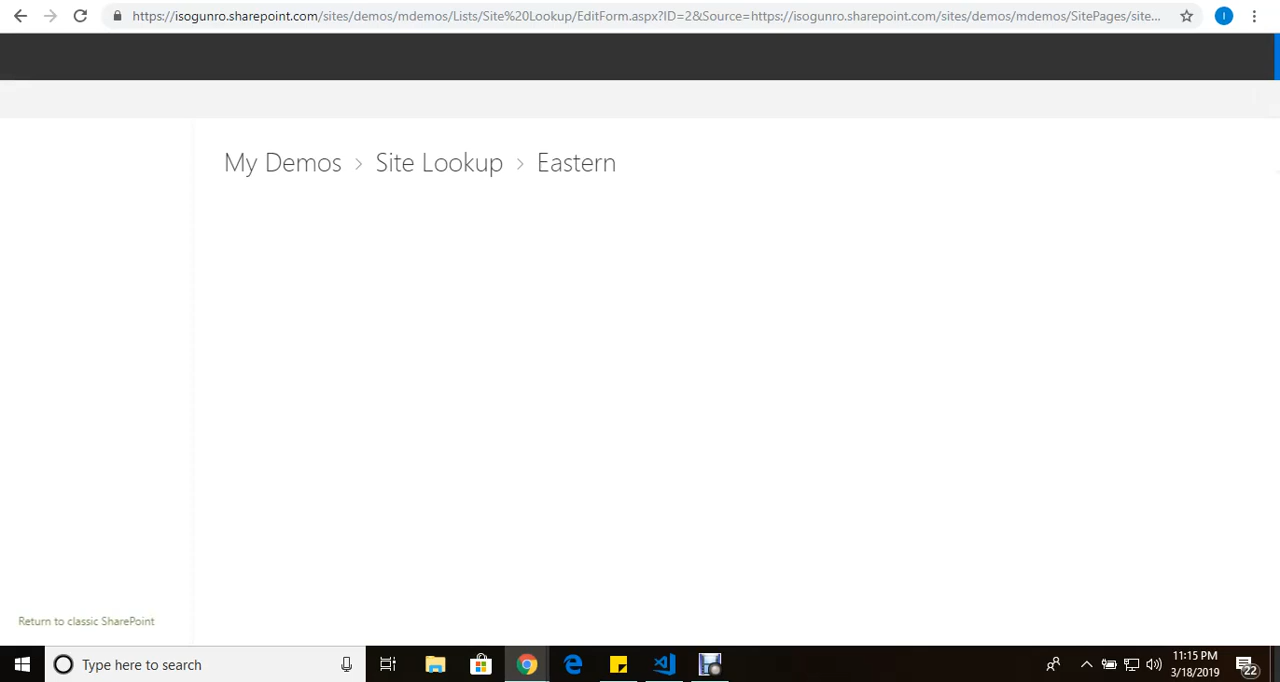 https://isogunro.sharepoint.com/sites/demos/mdemos/Lists/Site%20Lookup/EditForm.aspx?ID=2&Source=https://isogunro.sharepoint.com/sites/demos/mdemos/SitePages/site...
I
My Demos > Site Lookup > Eastern
Return to classic SharePoint
Type here to search
11:15 PM
3/18/2019
22